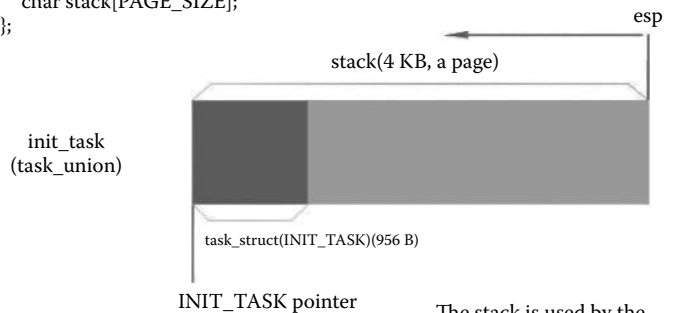 char stack[PAGE_SIZE];
};
esp
stack(4 KB, a page)
init_task
(task_union)
task_struct(INIT_TASK)(956 B)
INIT_TASK pointer
The stack is used by the